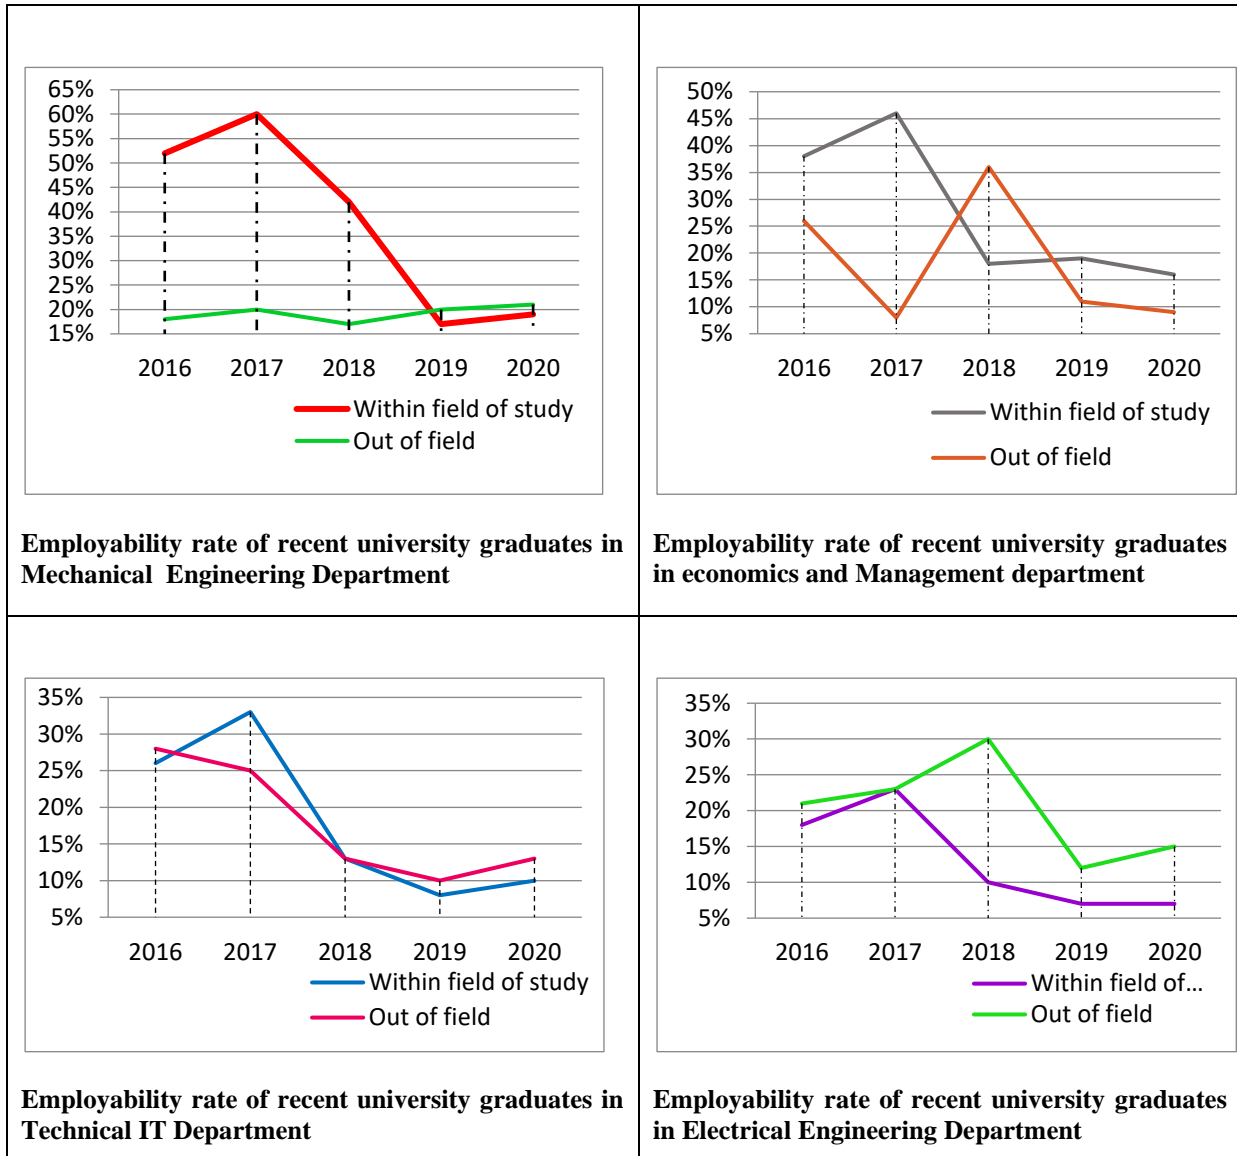 65%
60%
55%
50%
45%
40%
35%
30%
25%
20%
15%
2016 2017 2018 2019 2020
Within field of study
Out of field
Employability rate of recent university graduates in
Mechanical Engineering Department
50%
45%
40%
35%
30%
25%
20%
15%
10%
5%
2016 2017 2018 2019 2020
Within field of study
Out of field
Employability rate of recent university graduates
in economics and Management department
35%
30%
25%
20%
15%
10%
5%
2016 2017 2018 2019 2020
Within field of study
Out of field
Employability rate of recent university graduates in
Technical IT Department
35%
30%
25%
20%
15%
10%
5%
2016 2017 2018 2019 2020
Within field of...
Out of field
Employability rate of recent university graduates
in Electrical Engineering Department